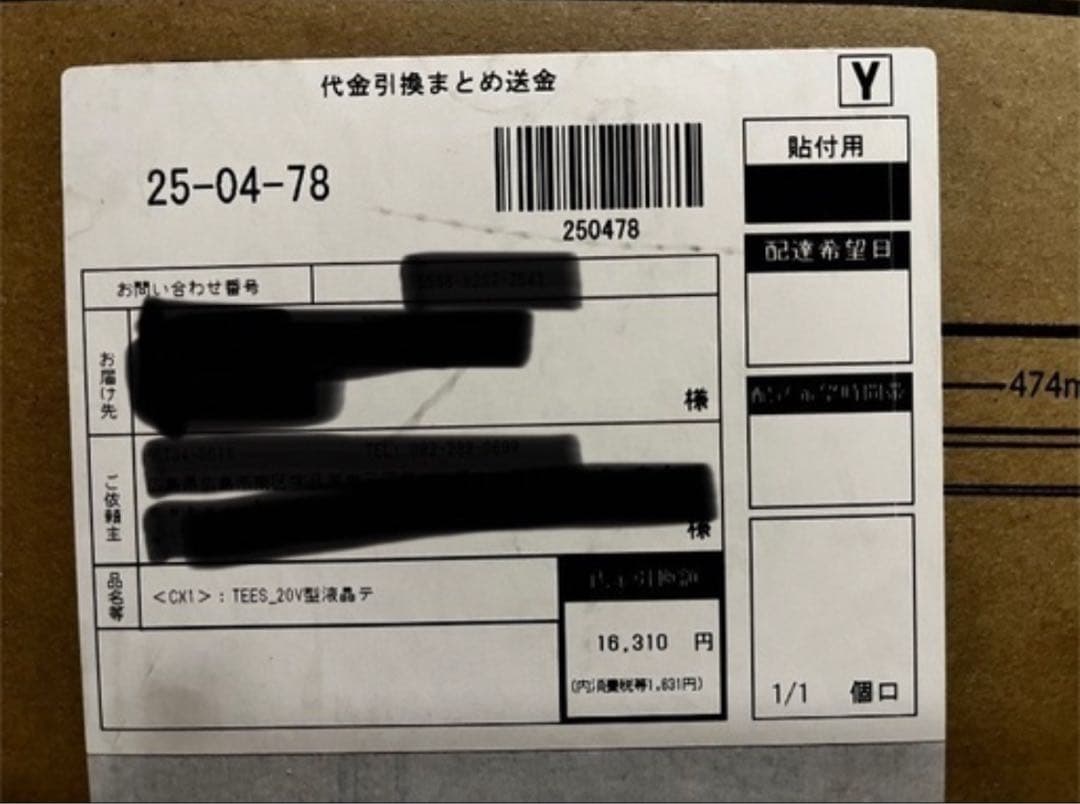 代金引換まとめ送金
Y
25-04-78
250478
貼付用
配達希望日
お問い合わせ番号
お届け先
様
474m
ご依頼主
様
品名等
<CX1>：TEES_20V型液晶テ
16,310 円
(内消費税等1,631円)
1/1 個口